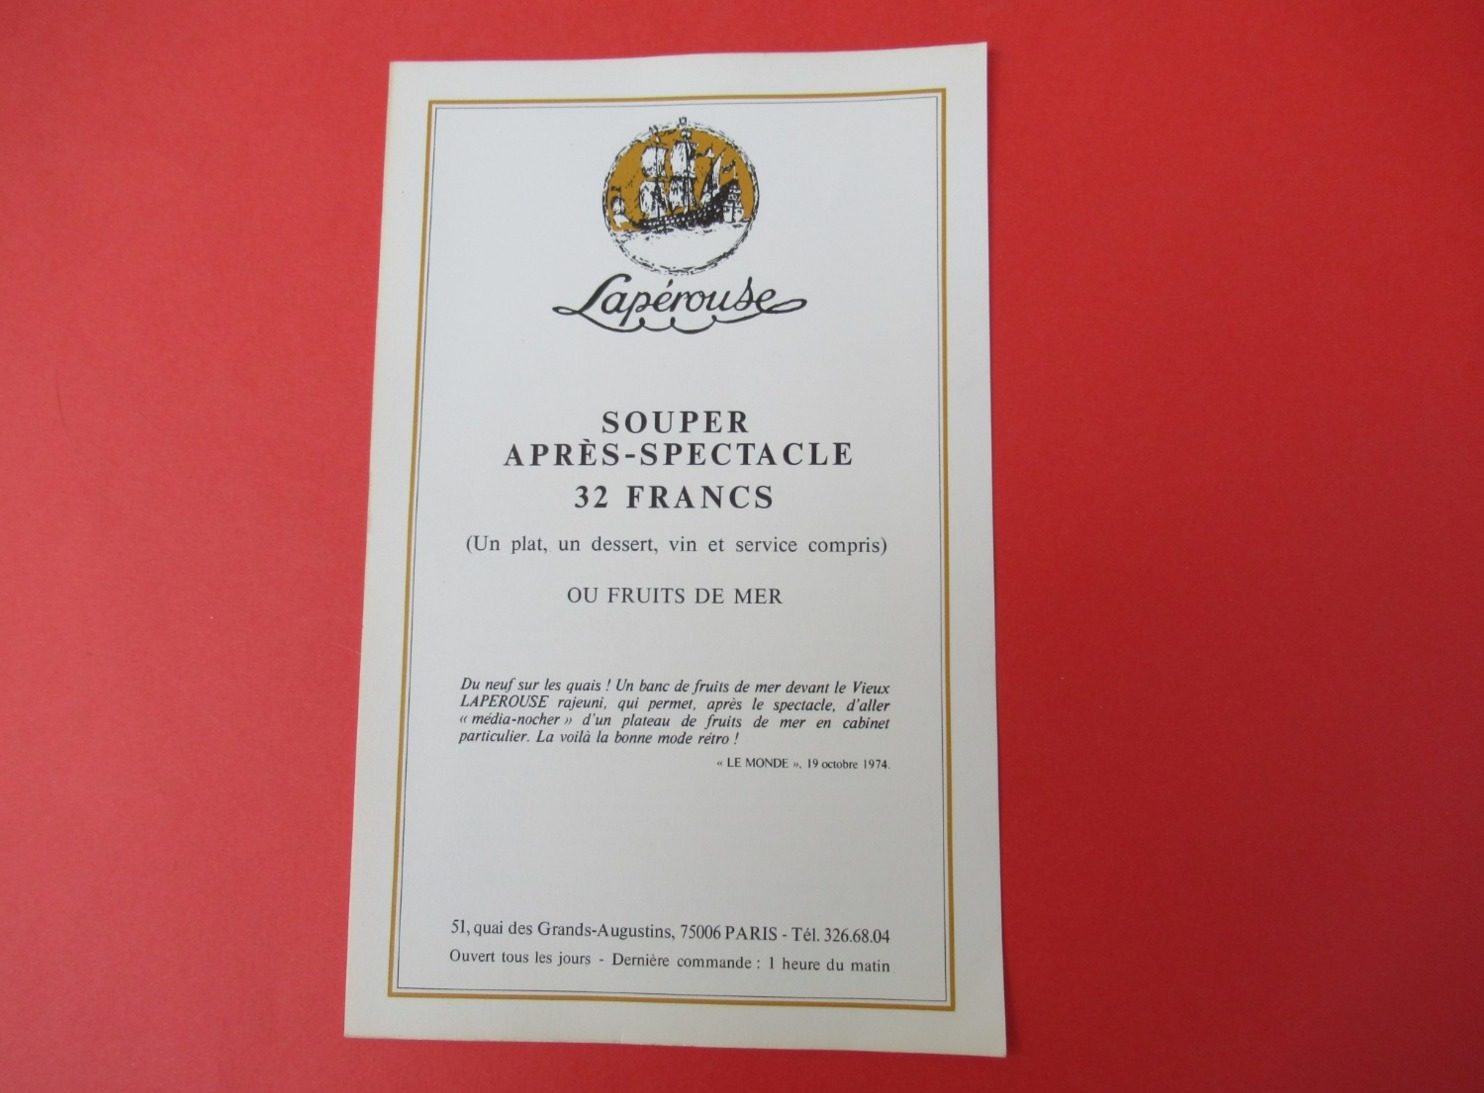 Lapérouse
SOUPER
APRÈS-SPECTACLE
32 FRANCS
(Un plat, un dessert, vin et service compris)
OU FRUITS DE MER
Du neuf sur les quais ! Un banc de fruits de mer devant le Vieux
LAPEROUSE rajeuni, qui permet, après le spectacle, d'aller
« média-nocher » d'un plateau de fruits de mer en cabinet
particulier. La voilà la bonne mode rétro !
« LE MONDE », 19 octobre 1974.
51, quai des Grands-Augustins, 75006 PARIS - Tél. 326.68.04
Ouvert tous les jours - Dernière commande : 1 heure du matin